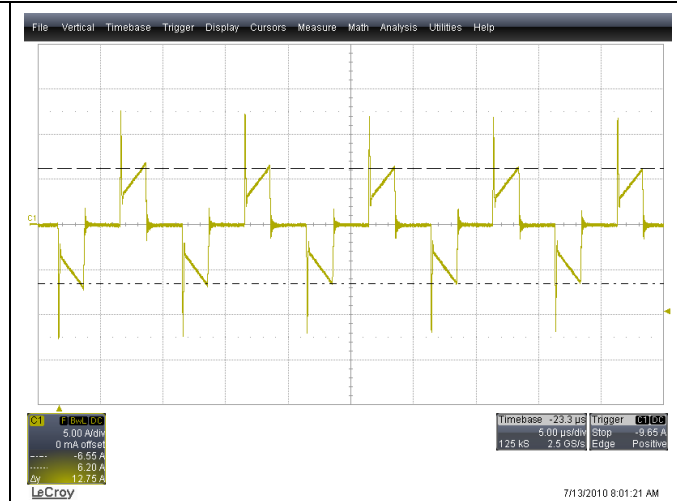 File Vertical Timebase Trigger Display Cursors Measure Math Analysis Utilities Help
C1
C1 F BwL DC
5.00 A/div
0 mA offset
-6.55 A
6.20 A
Δy 12.75 A
Timebase -23.3 µs
5.00 µs/div
125 kS 2.5 GS/s
Trigger C1 DC
Stop -9.65 A
Edge Positive
LeCroy
7/13/2010 8:01:21 AM